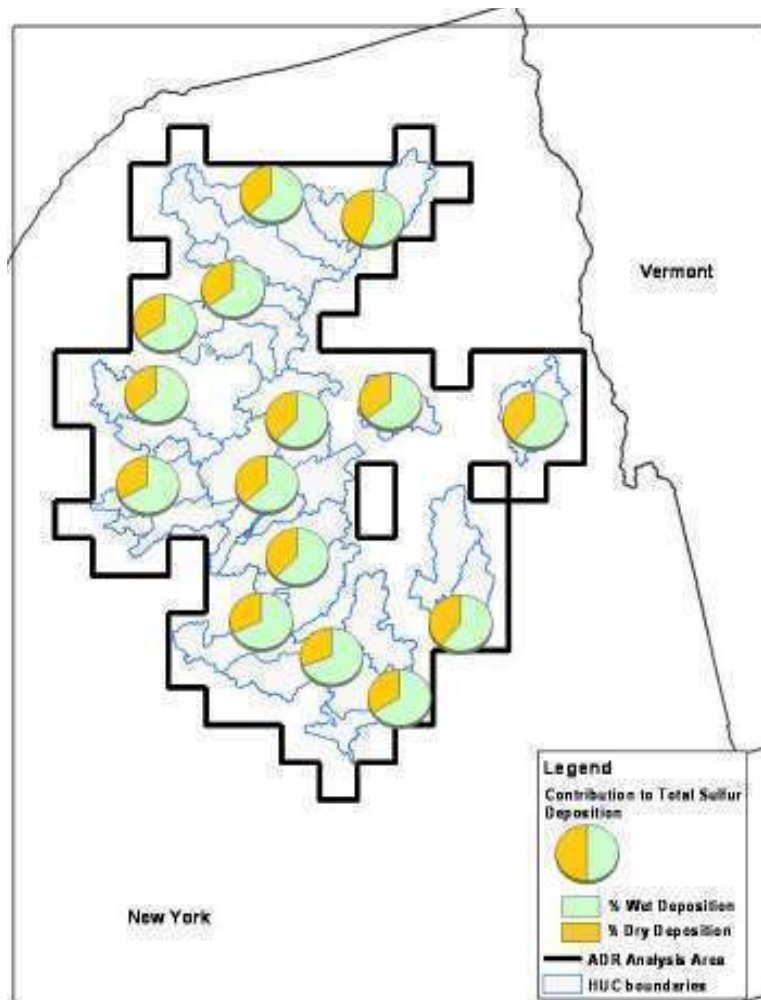 Vermont
New York
Legend
Contribution to Total Sulfur
Deposition
% Wet Deposition
% Dry Deposition
ADR Analysis Area
HUC boundaries